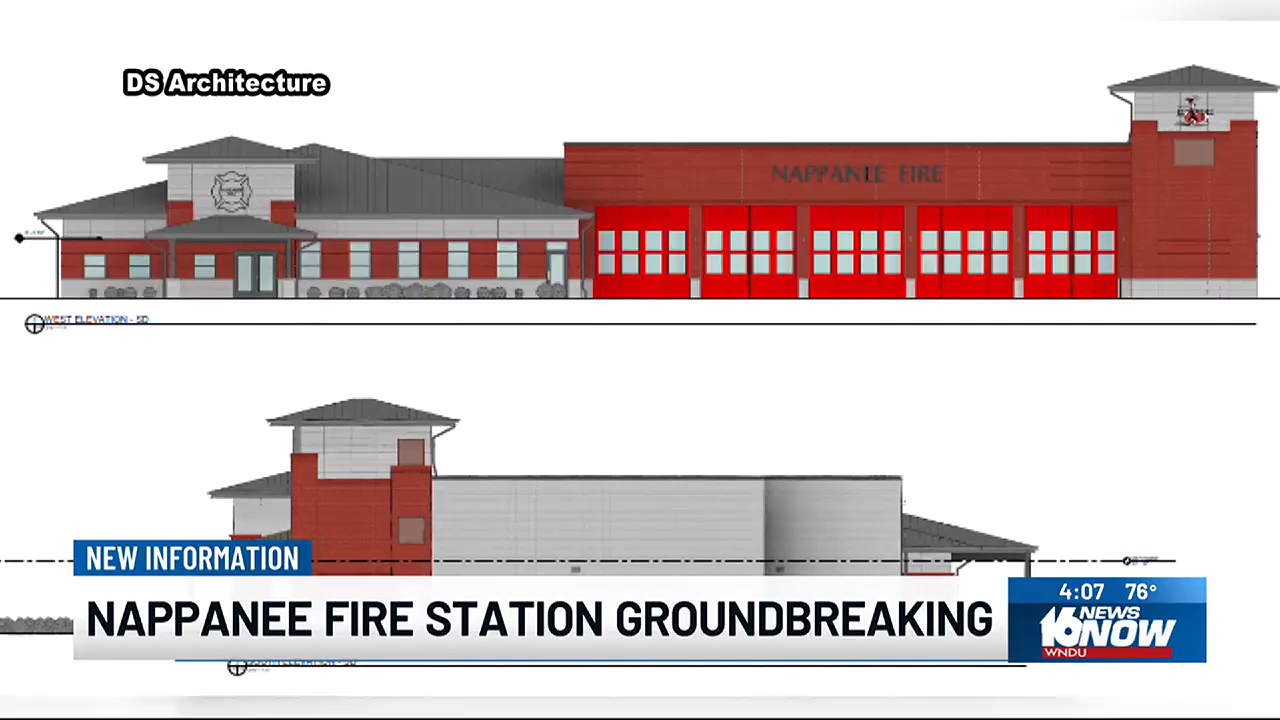 DS Architecture
NAPPANEE FIRE
WEST ELEVATION - SD
NEW INFORMATION
NAPPANEE FIRE STATION GROUNDBREAKING
4:07 76°
16 NEWS NOW
WNDU